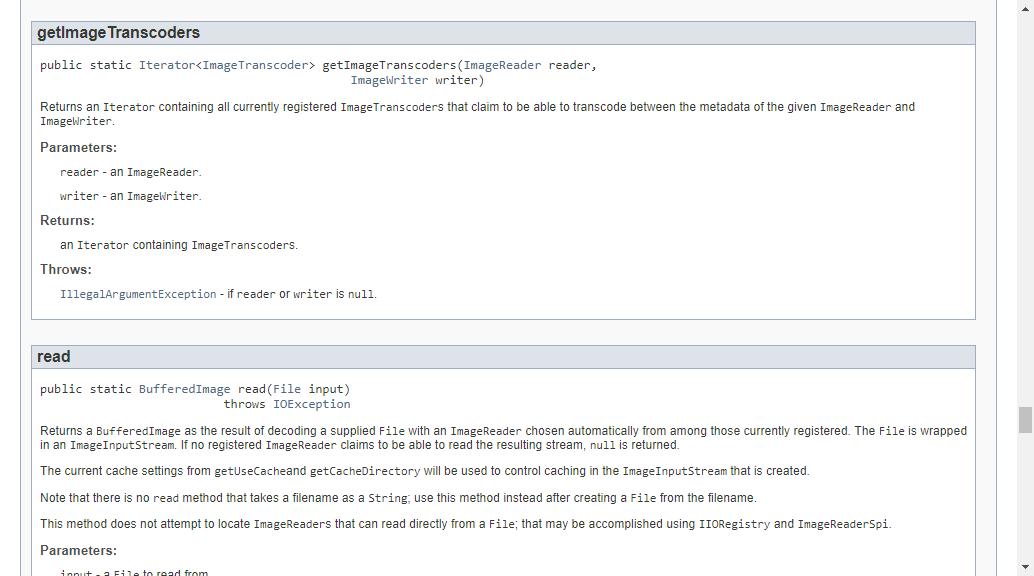 getImageTranscoders
public static Iterator<ImageTranscoder> getImageTranscoders(ImageReader reader,
ImageWriter writer)
Returns an Iterator containing all currently registered ImageTranscoders that claim to be able to transcode between the metadata of the given ImageReader and
ImageWriter.
Parameters:
reader - an ImageReader.
writer - an ImageWriter.
Returns:
an Iterator containing ImageTranscoders.
Throws:
IllegalArgumentException - if reader or writer is null.
read
public static BufferedImage read(File input)
throws IOException
Returns a BufferedImage as the result of decoding a supplied File with an ImageReader chosen automatically from among those currently registered. The File is wrapped
in an ImageInputStream. If no registered ImageReader claims to be able to read the resulting stream, null is returned.
The current cache settings from getUseCacheand getCacheDirectory will be used to control caching in the ImageInputStream that is created.
Note that there is no read method that takes a filename as a String; use this method instead after creating a File from the filename.
This method does not attempt to locate ImageReaders that can read directly from a File; that may be accomplished using IIORegistry and ImageReaderSpi.
Parameters:
input - a File to read from.